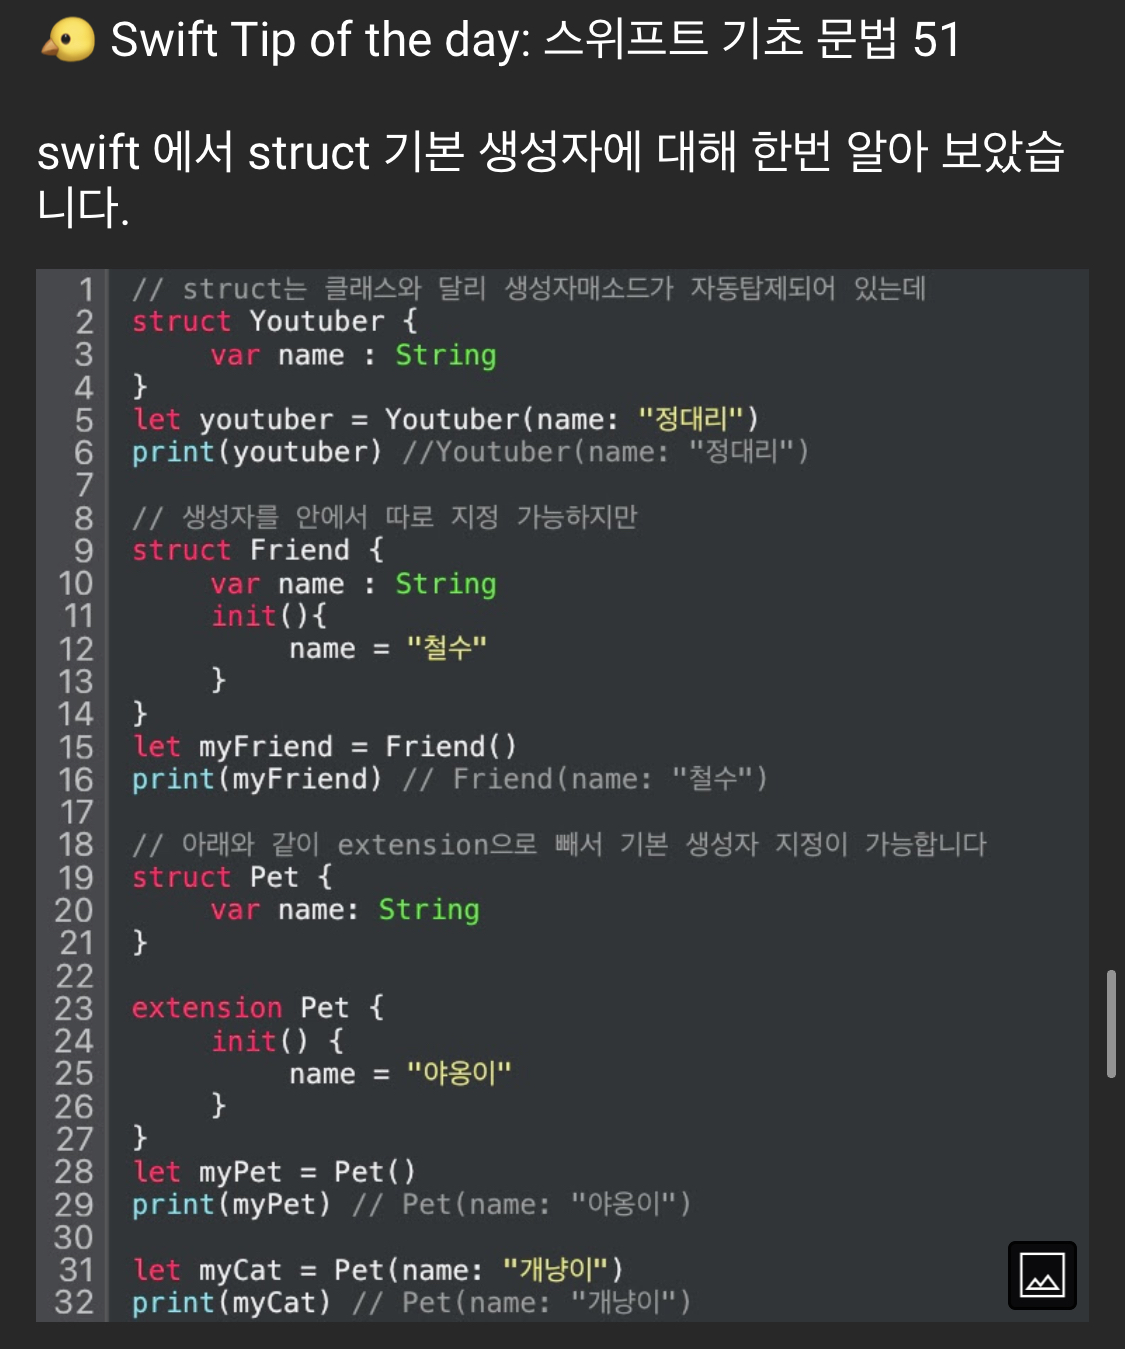 🐤 Swift Tip of the day: 스위프트 기초 문법 51
swift 에서 struct 기본 생성자에 대해 한번 알아 보았습
니다.
1 // struct는 클래스와 달리 생성자매소드가 자동탑제되어 있는데
2 struct Youtuber {
3 var name : String
4 }
5 let youtuber = Youtuber(name: "정대리")
6 print(youtuber) //Youtuber(name: "정대리")
7
8 // 생성자를 안에서 따로 지정 가능하지만
9 struct Friend {
10 var name : String
11 init(){
12 name = "철수"
13 }
14 }
15 let myFriend = Friend()
16 print(myFriend) // Friend(name: "철수")
17
18 // 아래와 같이 extension으로 빼서 기본 생성자 지정이 가능합니다
19 struct Pet {
20 var name: String
21 }
22
23 extension Pet {
24 init() {
25 name = "야옹이"
26 }
27 }
28 let myPet = Pet()
29 print(myPet) // Pet(name: "야옹이")
30
31 let myCat = Pet(name: "개냥이")
32 print(myCat) // Pet(name: "개냥이")